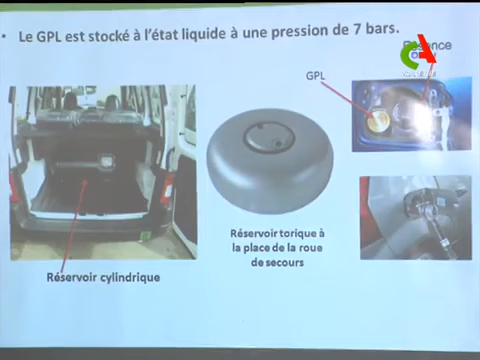 • Le GPL est stocké à l'état liquide à une pression de 7 bars.
GPL
Réservoir torique à
la place de la roue
de secours
Réservoir cylindrique